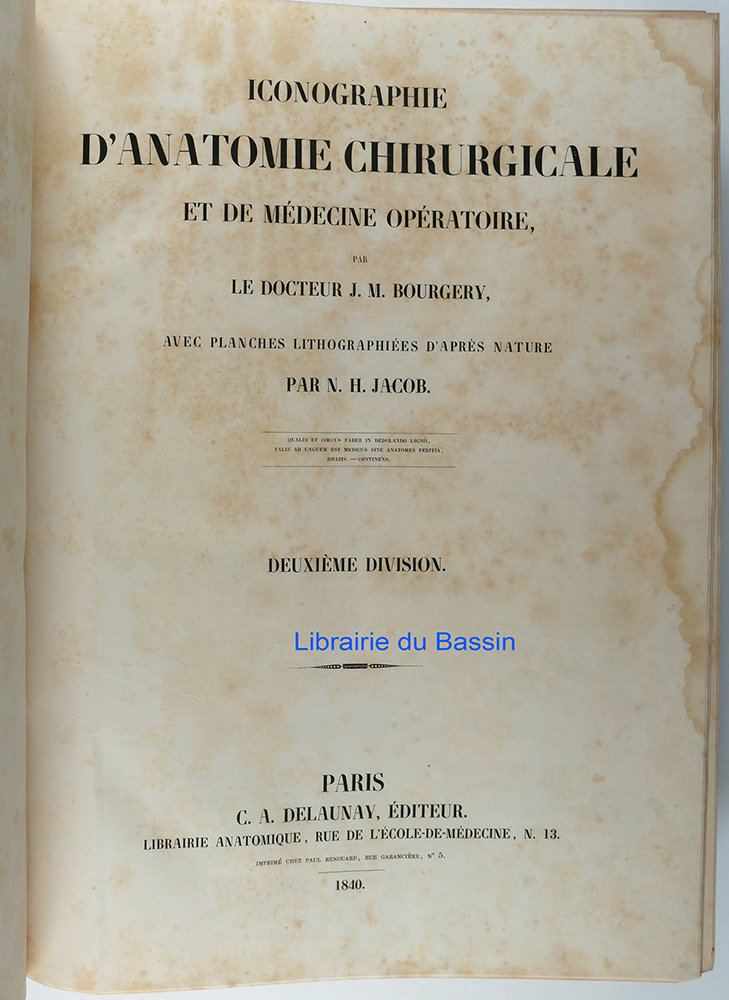 ICONOGRAPHIE
D'ANATOMIE CHIRURGICALE
ET DE MÉDECINE OPÉRATOIRE,
PAR
LE DOCTEUR J. M. BOURGERY,
AVEC PLANCHES LITHOGRAPHIÉES D'APRÈS NATURE
PAR N. H. JACOB.
QUALIS ET CŒCUS FABER IN DEDOLANDO LIGNO,
TALIS AD UNGUEM EST MEDICUS SINE ANATOMES PERITIA.
RHAZIS. — CONTINENS.
DEUXIÈME DIVISION.
Librairie du Bassin
PARIS
C. A. DELAUNAY, ÉDITEUR.
LIBRAIRIE ANATOMIQUE, RUE DE L'ÉCOLE-DE-MÉDECINE, N. 13.
IMPRIMÉ CHEZ PAUL RENOUARD, RUE GARANCIÈRE, N° 5.
1840.